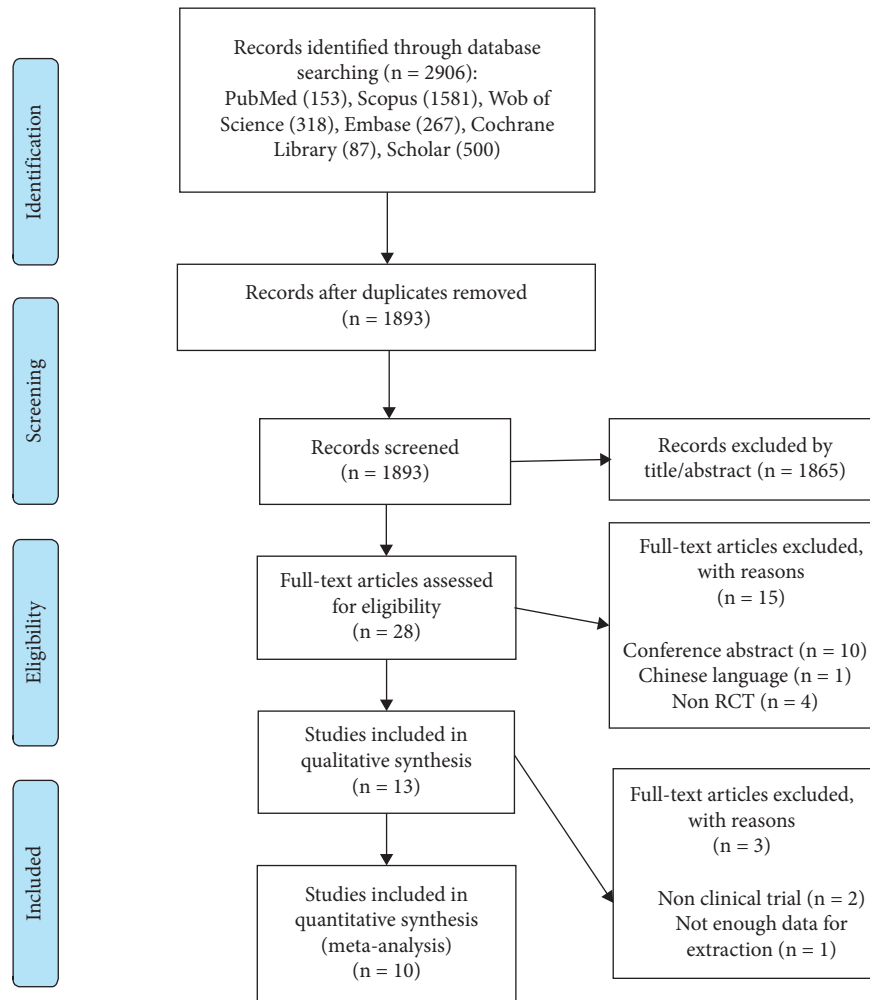 Identification
Records identified through database
searching (n = 2906):
PubMed (153), Scopus (1581), Wob of
Science (318), Embase (267), Cochrane
Library (87), Scholar (500)
Records after duplicates removed
(n = 1893)
Screening
Records screened
(n = 1893)
Records excluded by
title/abstract (n = 1865)
Eligibility
Full-text articles assessed
for eligibility
(n = 28)
Full-text articles excluded,
with reasons
(n = 15)
Conference abstract (n = 10)
Chinese language (n = 1)
Non RCT (n = 4)
Studies included in
qualitative synthesis
(n = 13)
Included
Full-text articles excluded,
with reasons
(n = 3)
Non clinical trial (n = 2)
Not enough data for
extraction (n = 1)
Studies included in
quantitative synthesis
(meta-analysis)
(n = 10)